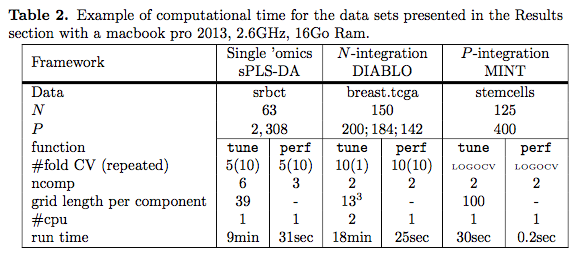 Table 2. Example of computational time for the data sets presented in the Results
section with a macbook pro 2013, 2.6GHz, 16Go Ram.
Framework Single 'omics N-integration P-integration
sPLS-DA DIABLO MINT
Data srbct breast.tcga stemcells
N 63 150 125
P 2,308 200; 184; 142 400
function tune perf tune perf tune perf
#fold CV (repeated) 5(10) 5(10) 10(1) 10(10) LOGOCV LOGOCV
ncomp 6 3 2 2 2 2
grid length per component 39 - 13³ - 100 -
#cpu 1 1 2 1 1 1
run time 9min 31sec 18min 25sec 30sec 0.2sec